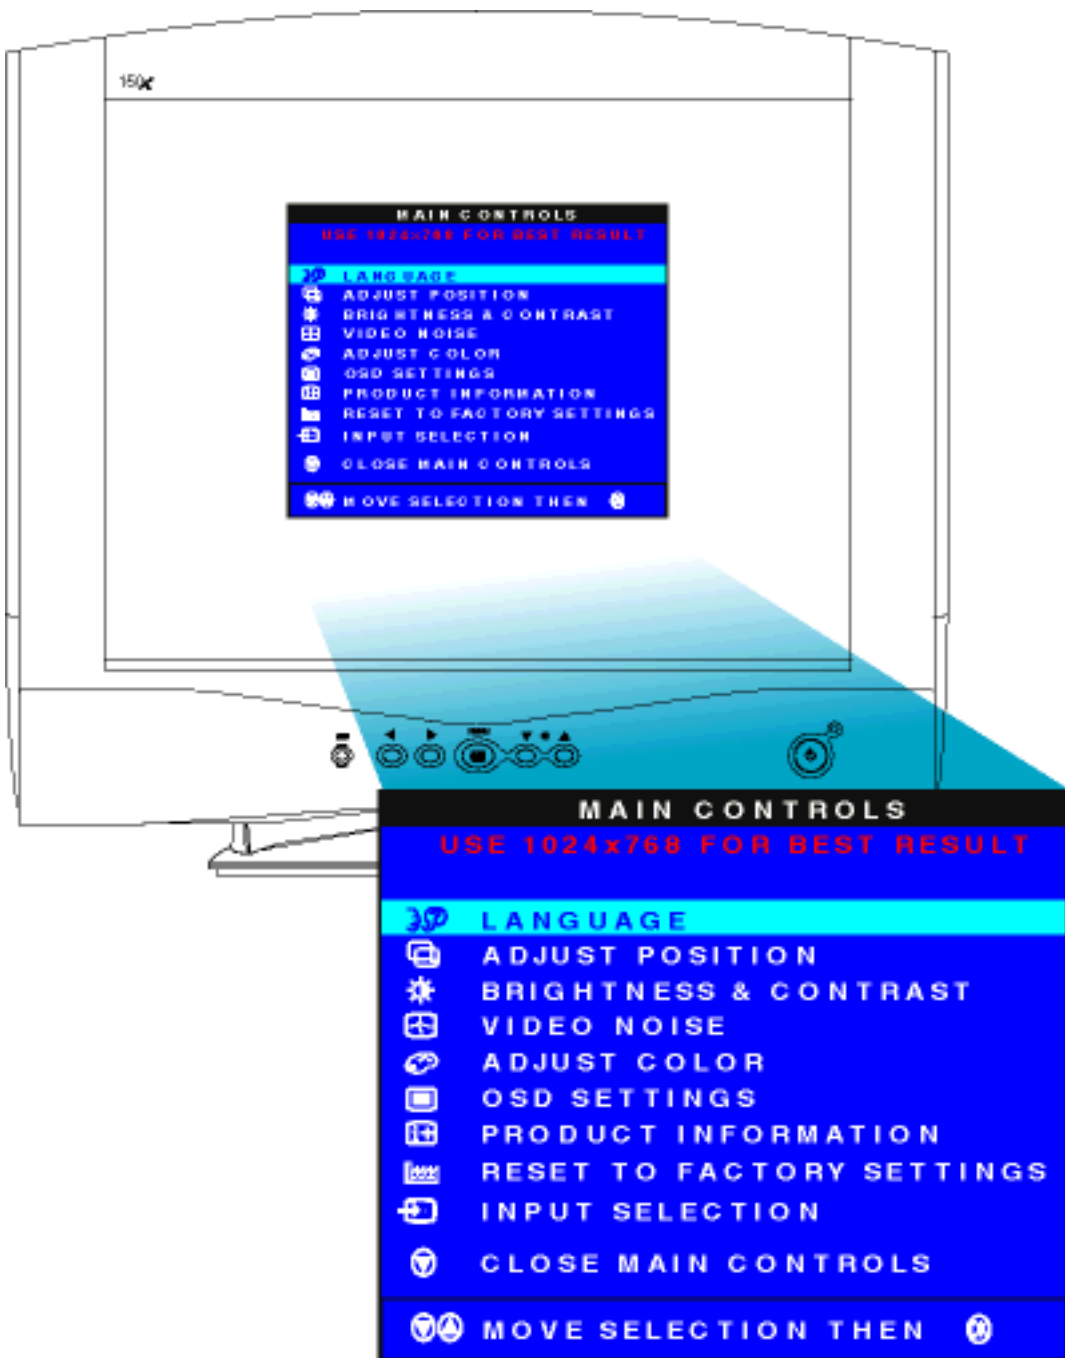 150x
MAIN CONTROLS
USE 1024x768 FOR BEST RESULT
LANGUAGE
ADJUST POSITION
BRIGHTNESS & CONTRAST
VIDEO NOISE
ADJUST COLOR
OSD SETTINGS
PRODUCT INFORMATION
RESET TO FACTORY SETTINGS
INPUT SELECTION
CLOSE MAIN CONTROLS
MOVE SELECTION THEN
MAIN CONTROLS
USE 1024x768 FOR BEST RESULT
LANGUAGE
ADJUST POSITION
BRIGHTNESS & CONTRAST
VIDEO NOISE
ADJUST COLOR
OSD SETTINGS
PRODUCT INFORMATION
RESET TO FACTORY SETTINGS
INPUT SELECTION
CLOSE MAIN CONTROLS
MOVE SELECTION THEN OK